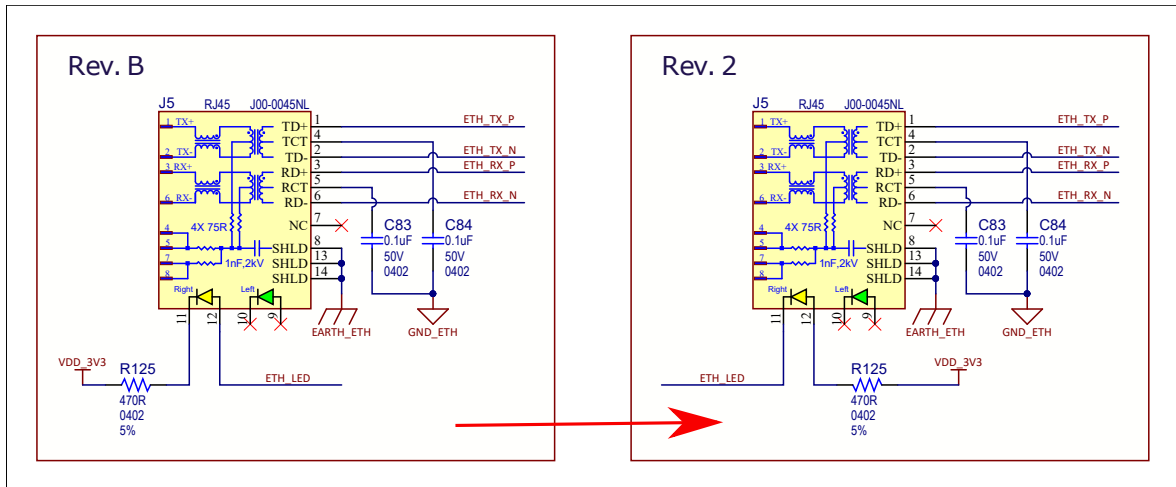 Rev. B
J5 RJ45 J00-0045NL
1 TX+ TD+ 1 ETH_TX_P
TCT 4
2 TX- TD- 2 ETH_TX_N
3 RX+ RD+ 3 ETH_RX_P
RCT 5
6 RX- RD- 6 ETH_RX_N
4 4X 75R NC 7
5 SHLD 8
7 1nF,2kV SHLD 13
8 SHLD 14
C83
0.1uF
50V
0402
C84
0.1uF
50V
0402
Right Left
11 12 10 9
EARTH_ETH GND_ETH
VDD_3V3
R125
470R
0402
5%
ETH_LED
Rev. 2
J5 RJ45 J00-0045NL
1 TX+ TD+ 1 ETH_TX_P
TCT 4
2 TX- TD- 2 ETH_TX_N
3 RX+ RD+ 3 ETH_RX_P
RCT 5
6 RX- RD- 6 ETH_RX_N
4 4X 75R NC 7
5 SHLD 8
7 1nF,2kV SHLD 13
8 SHLD 14
C83
0.1uF
50V
0402
C84
0.1uF
50V
0402
Right Left
11 12 10 9
EARTH_ETH GND_ETH
ETH_LED
R125
470R
0402
5%
VDD_3V3